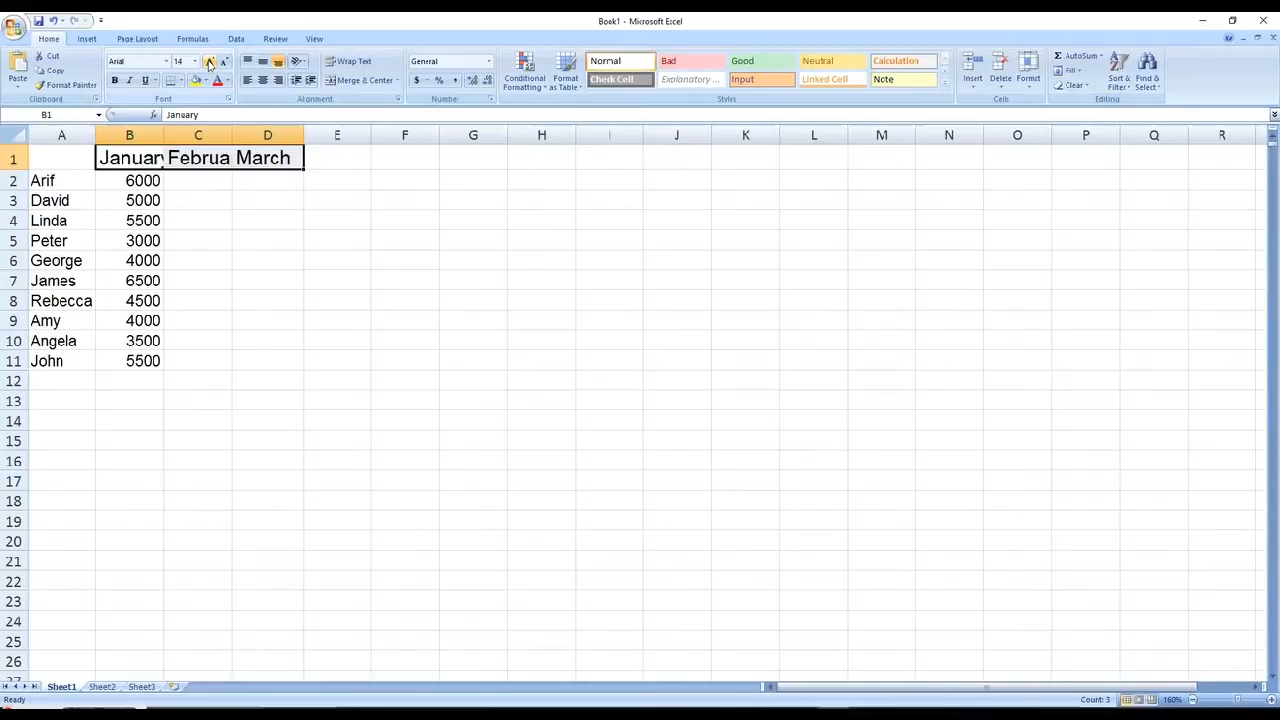 Book1 - Microsoft Excel
Home Insert Page Layout Formulas Data Review View
Paste
Cut
Copy
Format Painter
Clipboard
Arial 14
B I U
Font
Wrap Text
Merge & Center
Alignment
General
$ % ,
Number
Conditional Formatting
Format as Table
Normal Bad Good Neutral Calculation
Check Cell Explanatory ... Input Linked Cell Note
Styles
Insert Delete Format
Cells
Σ AutoSum
Fill
Clear
Sort & Filter
Find & Select
Editing
B1 fx January
A B C D E F G H I J K L M N O P Q R
1 January Februa March
2 Arif 6000
3 David 5000
4 Linda 5500
5 Peter 3000
6 George 4000
7 James 6500
8 Rebecca 4500
9 Amy 4000
10 Angela 3500
11 John 5500
12
13
14
15
16
17
18
19
20
21
22
23
24
25
26
Sheet1 Sheet2 Sheet3
Ready Count: 3 160%